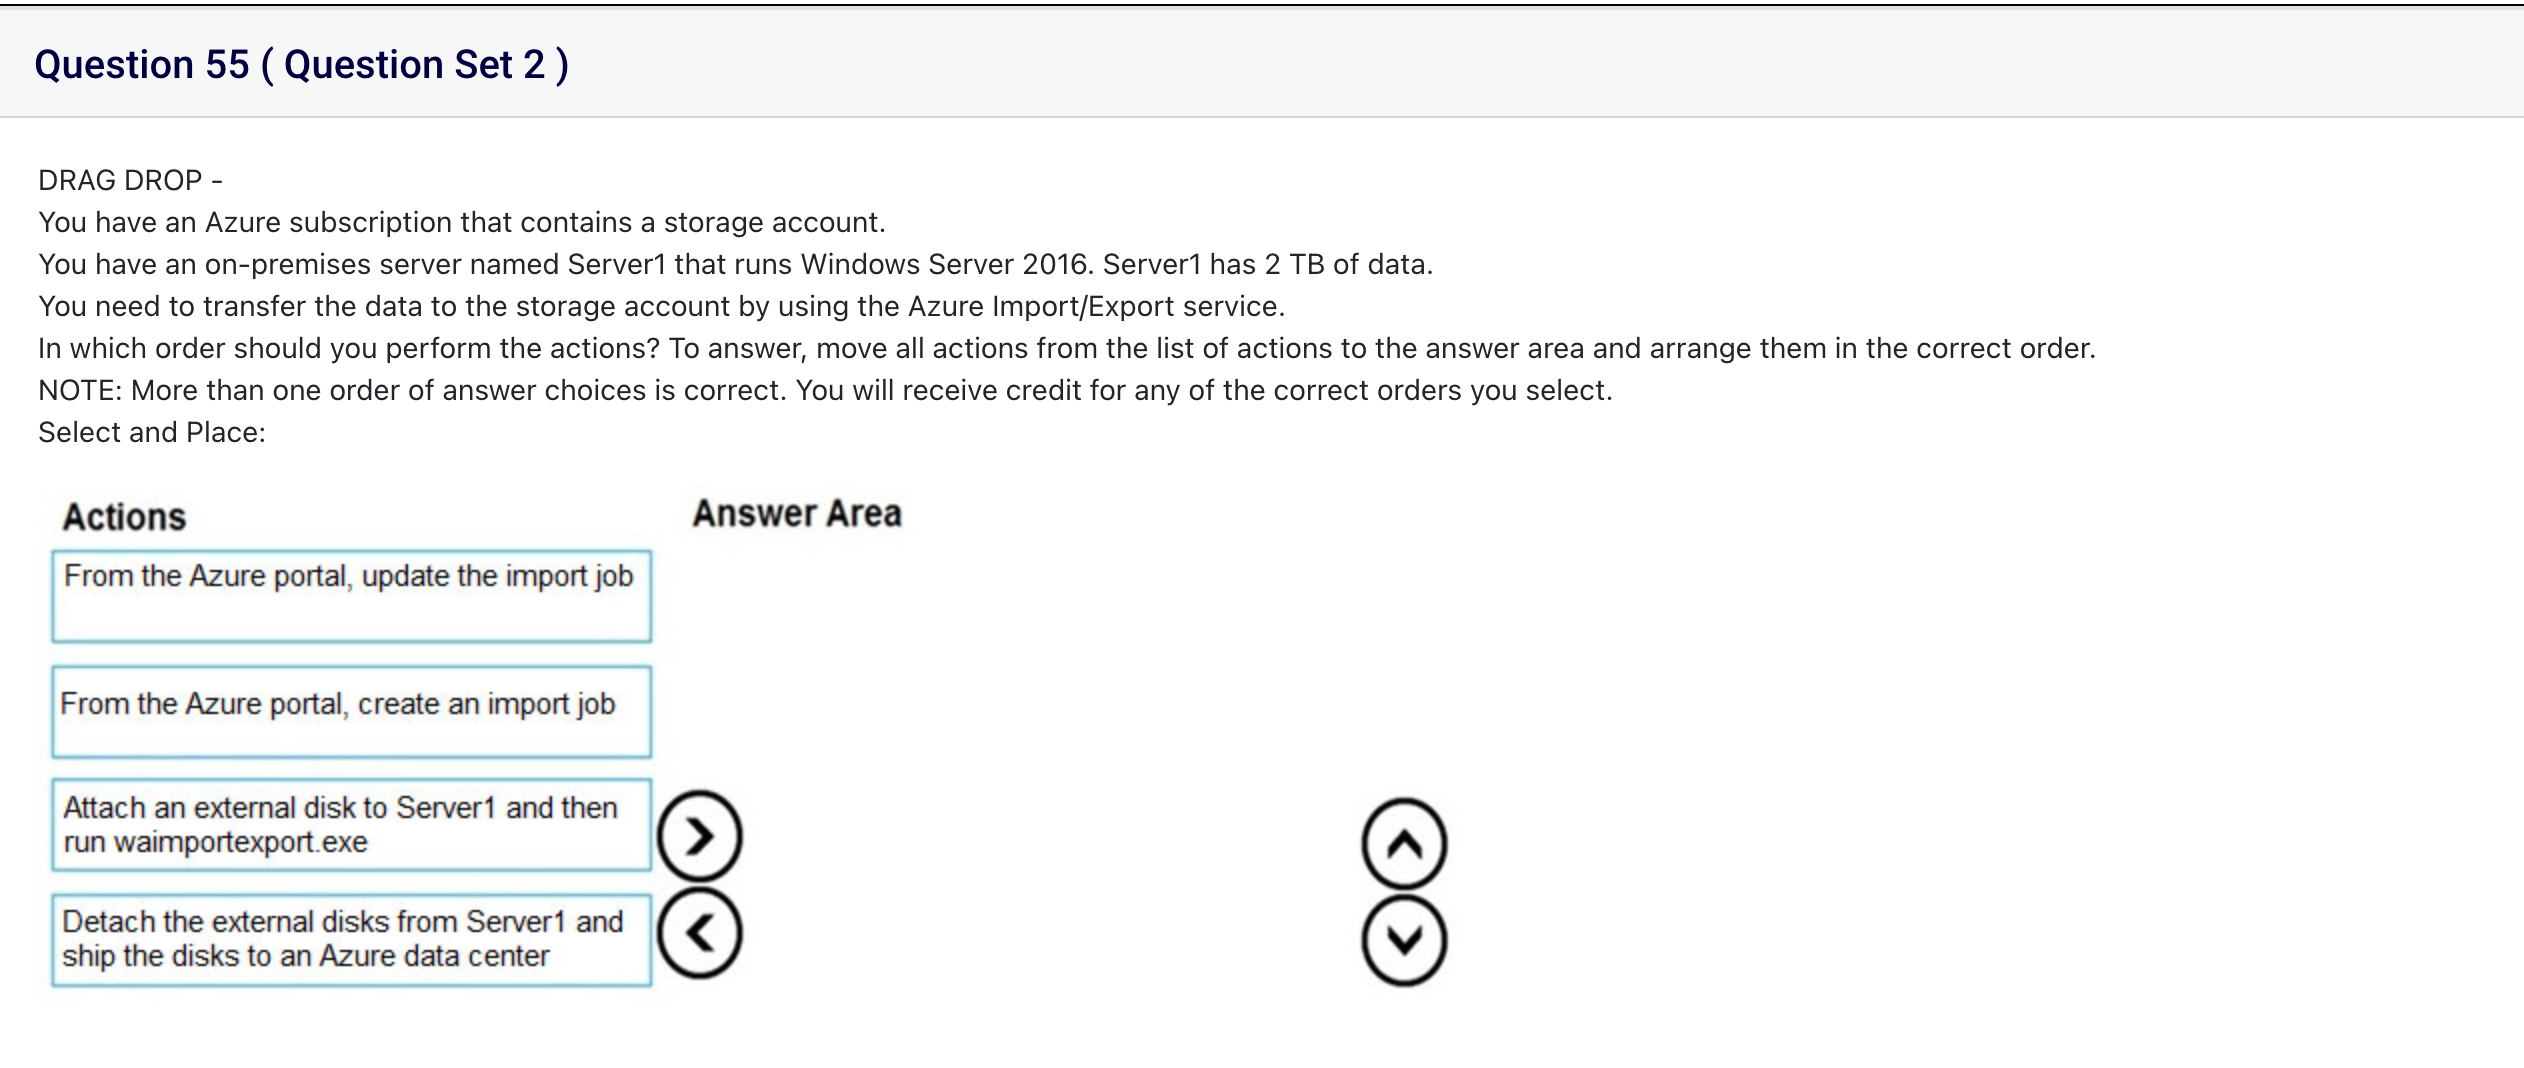 Question 55 ( Question Set 2 )
DRAG DROP -
You have an Azure subscription that contains a storage account.
You have an on-premises server named Server1 that runs Windows Server 2016. Server1 has 2 TB of data.
You need to transfer the data to the storage account by using the Azure Import/Export service.
In which order should you perform the actions? To answer, move all actions from the list of actions to the answer area and arrange them in the correct order.
NOTE: More than one order of answer choices is correct. You will receive credit for any of the correct orders you select.
Select and Place:
Actions
Answer Area
From the Azure portal, update the import job
From the Azure portal, create an import job
Attach an external disk to Server1 and then
run waimportexport.exe
Detach the external disks from Server1 and
ship the disks to an Azure data center